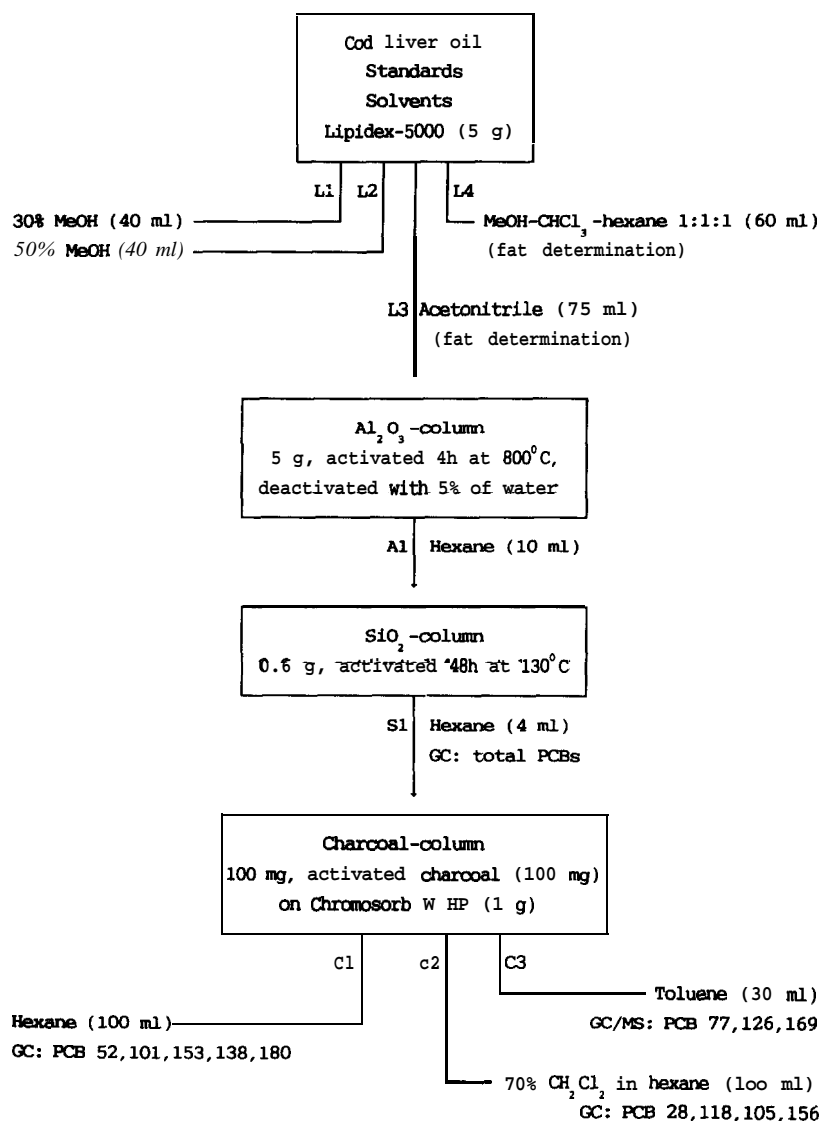 Cod liver oil
Standards
Solvents
Lipidex-5000 (5 g)
L1 L2 L4
30% MeOH (40 ml)
50% MeOH (40 ml)
MeOH-CHCl₃-hexane 1:1:1 (60 ml)
(fat determination)
L3 Acetonitrile (75 ml)
(fat determination)
Al₂O₃-column
5 g, activated 4h at 800⁰C,
deactivated with 5% of water
A1 Hexane (10 ml)
SiO₂-column
0.6 g, activated 48h at 130⁰C
S1 Hexane (4 ml)
GC: total PCBs
Charcoal-column
100 mg, activated charcoal (100 mg)
on Chromosorb W HP (1 g)
C1 c2 C3
Toluene (30 ml)
GC/MS: PCB 77,126,169
Hexane (100 ml)
GC: PCB 52,101,153,138,180
70% CH₂Cl₂ in hexane (loo ml)
GC: PCB 28,118,105,156